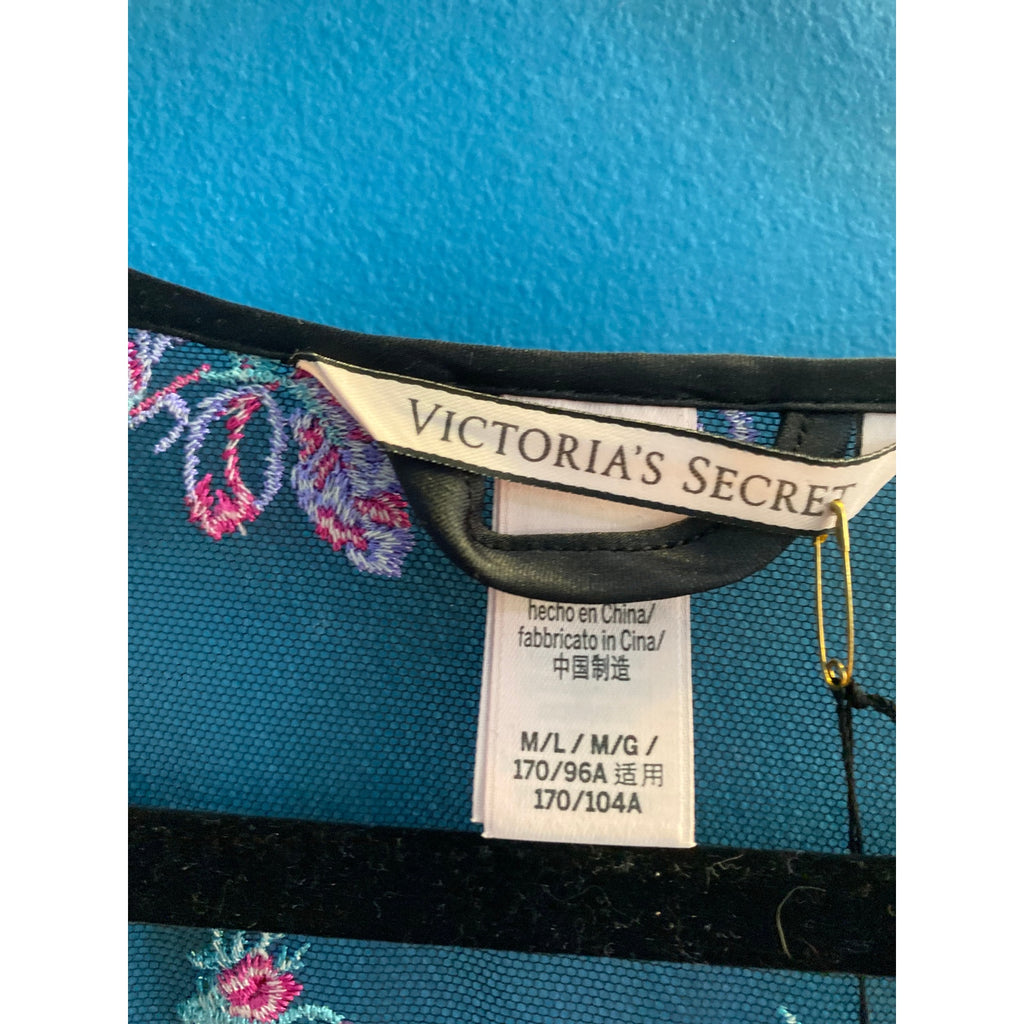 VICTORIA'S SECRET
hecho en China/
fabbricato in Cina/
中国制造
M/L / M/G /
170/96A 适用
170/104A